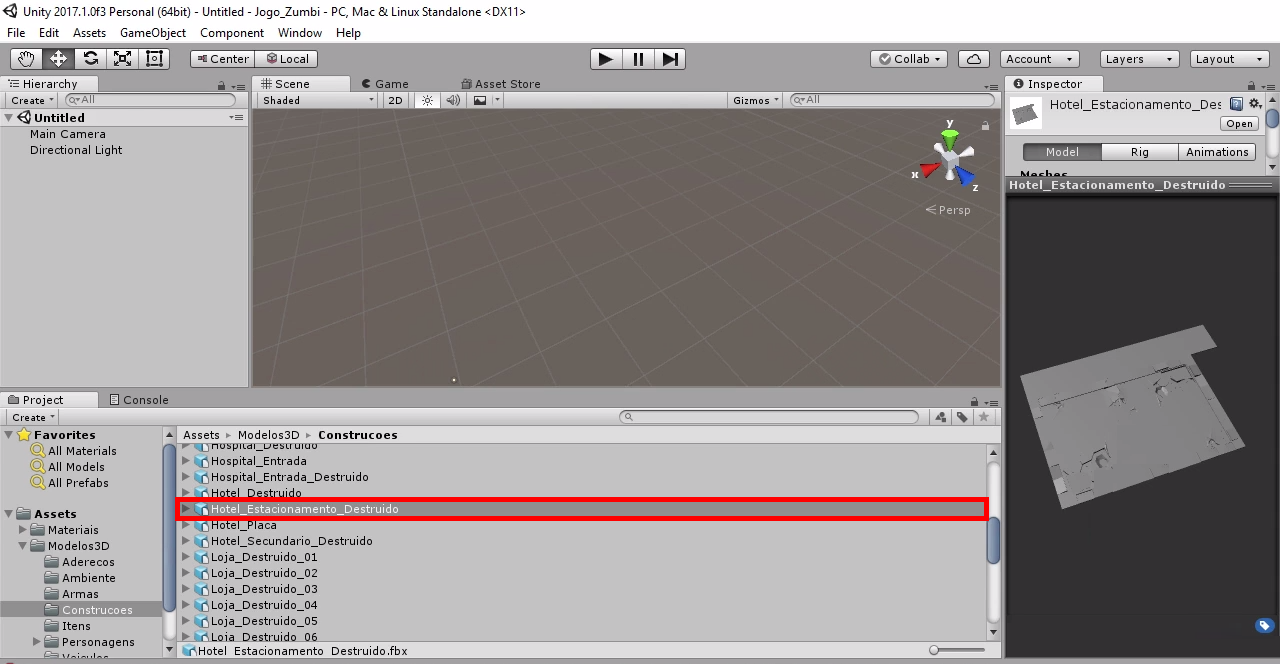 Unity 2017.1.0f3 Personal (64bit) - Untitled - Jogo_Zumbi - PC, Mac & Linux Standalone <DX11>
File Edit Assets GameObject Component Window Help
Center Local Collab Account Layers Layout
Hierarchy
Create All
Untitled
Main Camera
Directional Light
Scene Game Asset Store
Shaded 2D Gizmos All
y
x
z
Persp
Inspector
Hotel_Estacionamento_Des
Open
Model Rig Animations
Meshes
Hotel_Estacionamento_Destruido
Project Console
Create
Favorites
All Materials
All Models
All Prefabs
Assets
Materiais
Modelos3D
Aderecos
Ambiente
Armas
Construcoes
Itens
Personagens
Veiculos
Assets Modelos3D Construcoes
Hospital_Destruido
Hospital_Entrada
Hospital_Entrada_Destruido
Hotel_Destruido
Hotel_Estacionamento_Destruido
Hotel_Placa
Hotel_Secundario_Destruido
Loja_Destruido_01
Loja_Destruido_02
Loja_Destruido_03
Loja_Destruido_04
Loja_Destruido_05
Loja_Destruido_06
Hotel_Estacionamento_Destruido.fbx